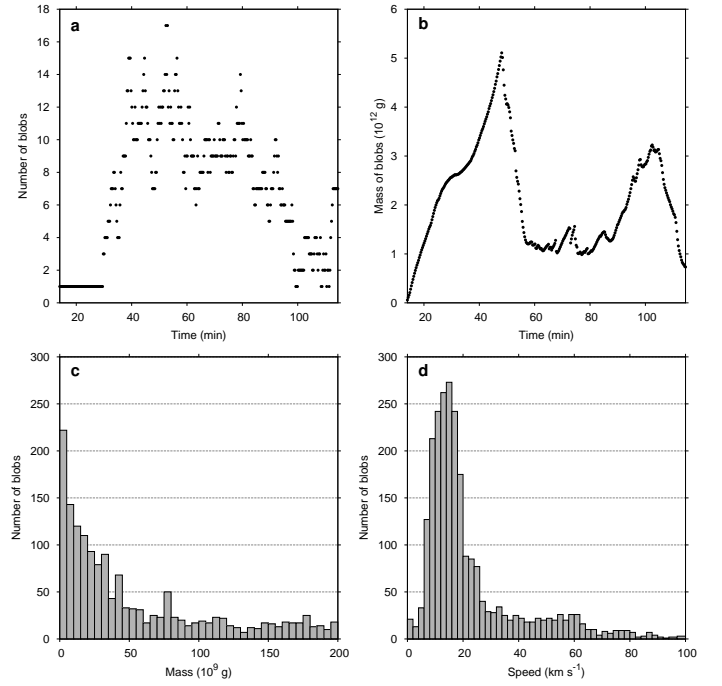 a
18
16
14
12
10
8
6
4
2
0
Number of blobs
20 40 60 80 100
Time (min)
b
6
5
4
3
2
1
0
Mass of blobs (10¹² g)
20 40 60 80 100
Time (min)
c
300
250
200
150
100
50
0
Number of blobs
0 50 100 150 200
Mass (10⁹ g)
d
300
250
200
150
100
50
0
Number of blobs
0 20 40 60 80 100
Speed (km s⁻¹)